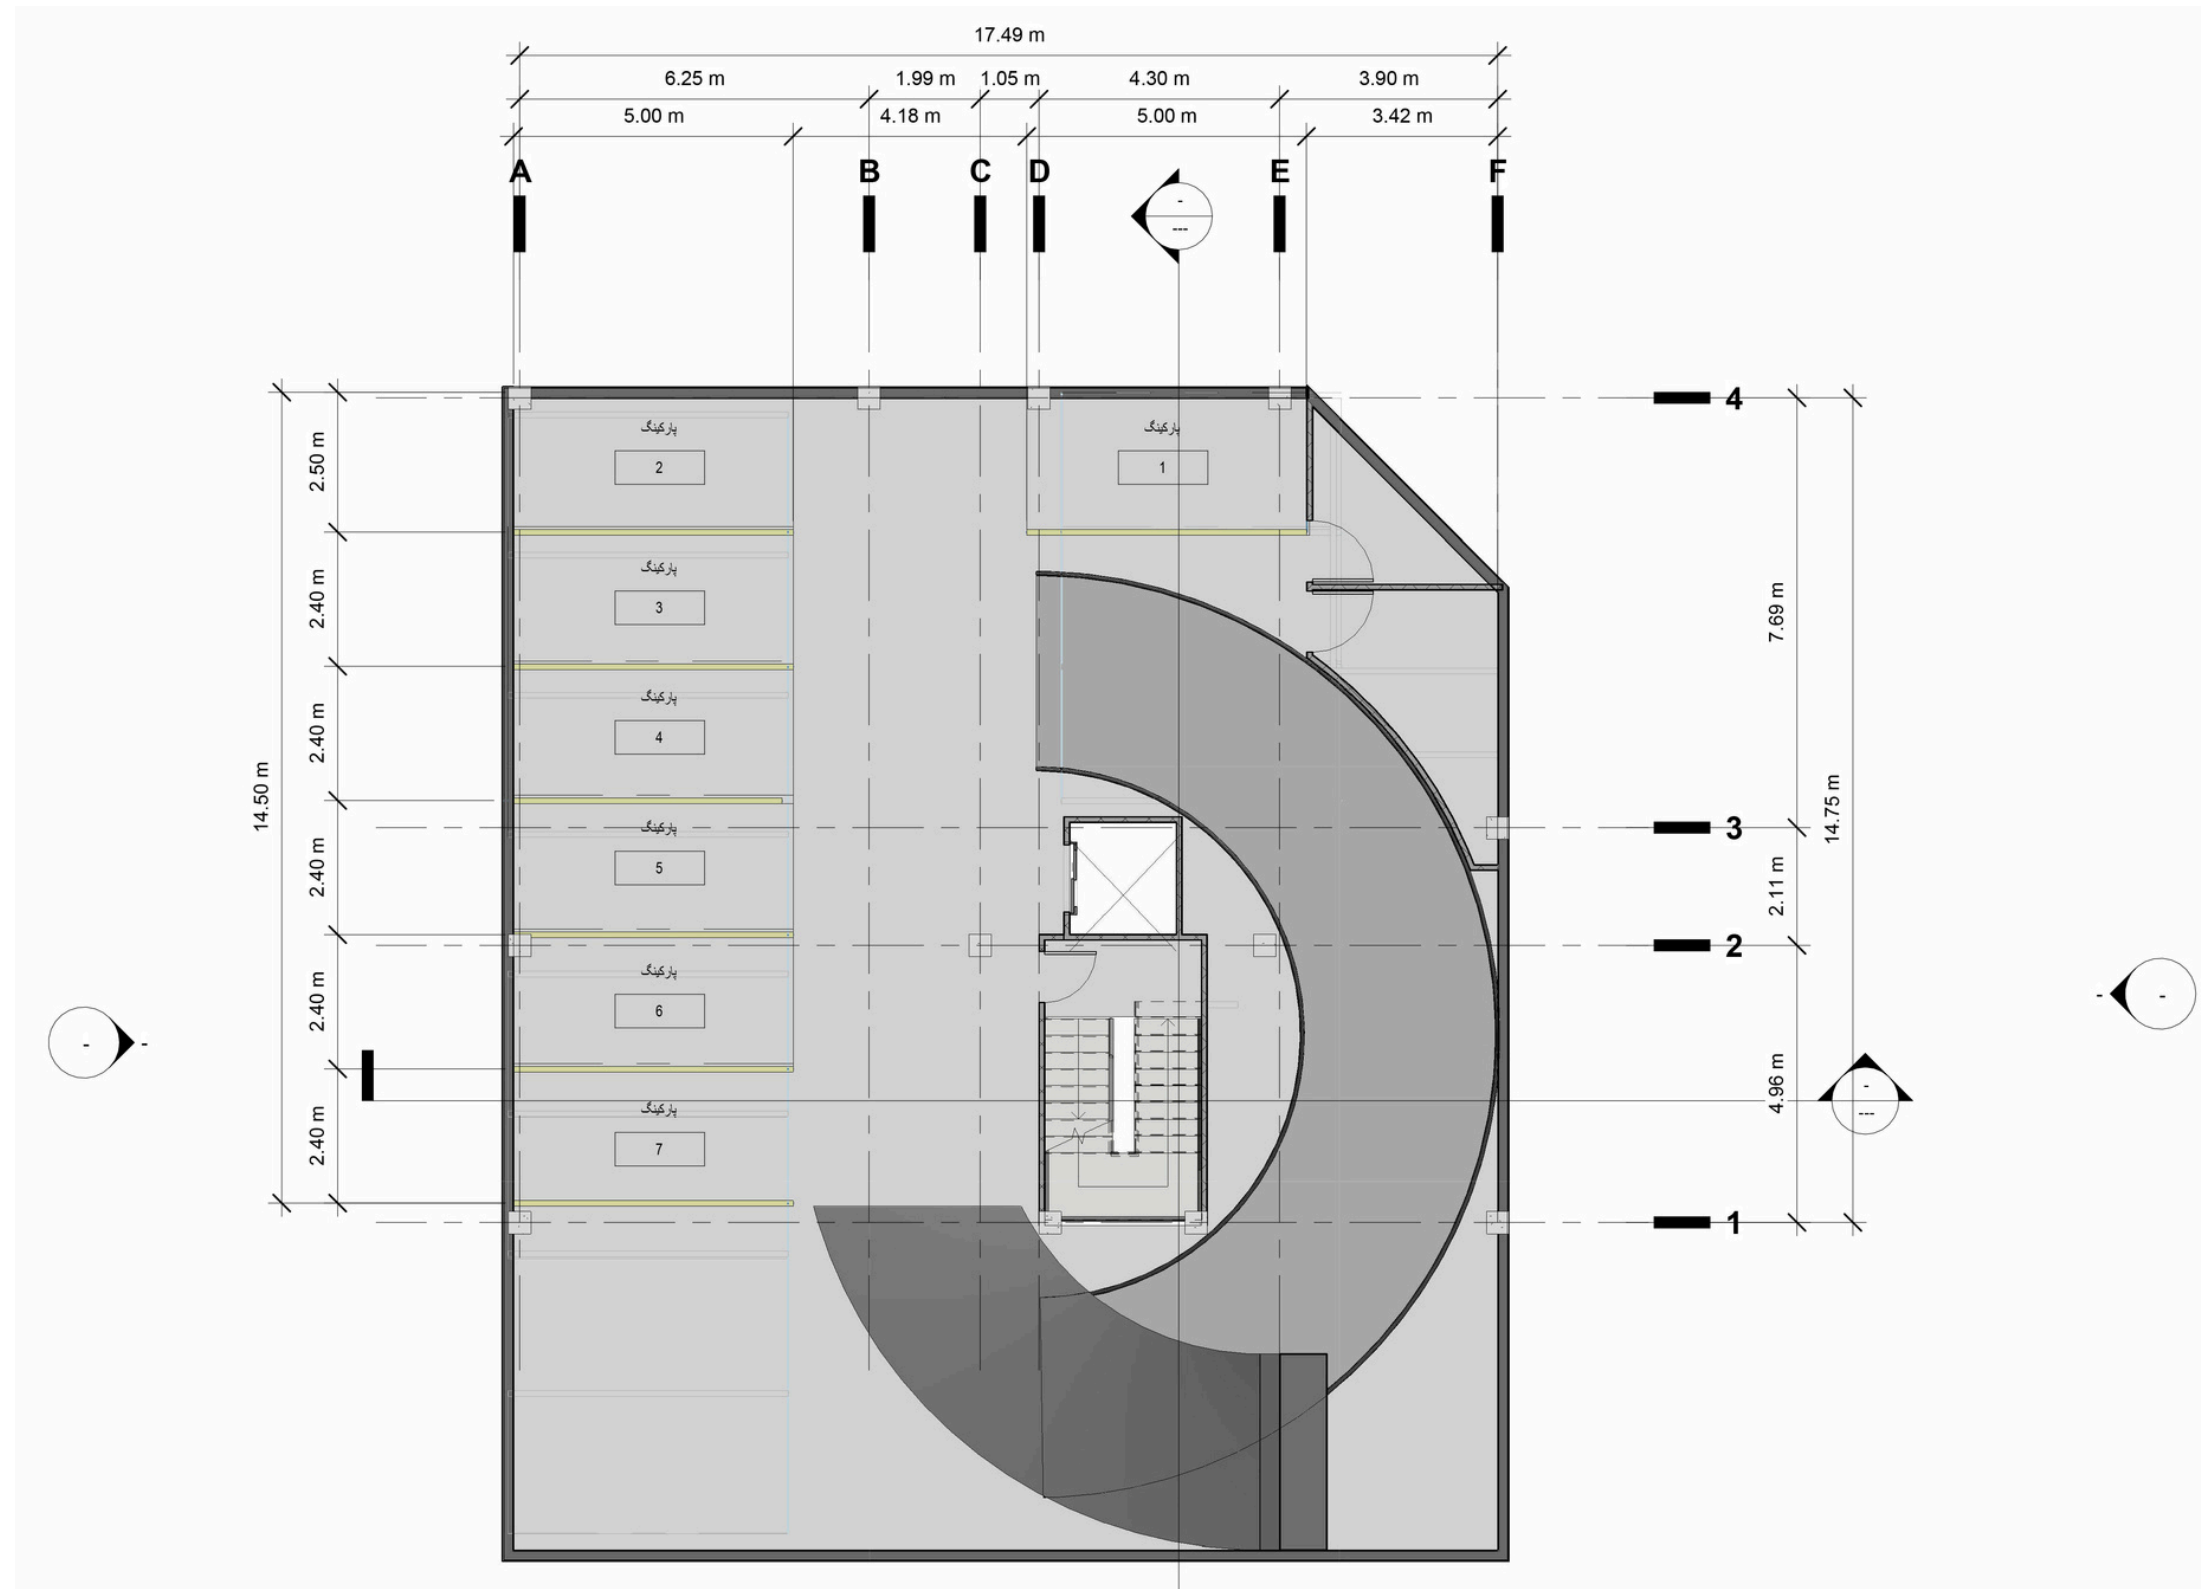 17.49 m
6.25 m 1.99 m 1.05 m 4.30 m 3.90 m
5.00 m 4.18 m 5.00 m 3.42 m
A B C D E F
-
---
4
پارکینگ پارکینگ
2 1
2.50 m
پارکینگ
3
2.40 m
7.69 m
پارکینگ
4
2.40 m
14.50 m
14.75 m
پارکینگ
3
5
2.40 m
2.11 m
2
پارکینگ
6
2.40 m
- -
- -
پارکینگ
7
2.40 m
4.96 m
-
---
1